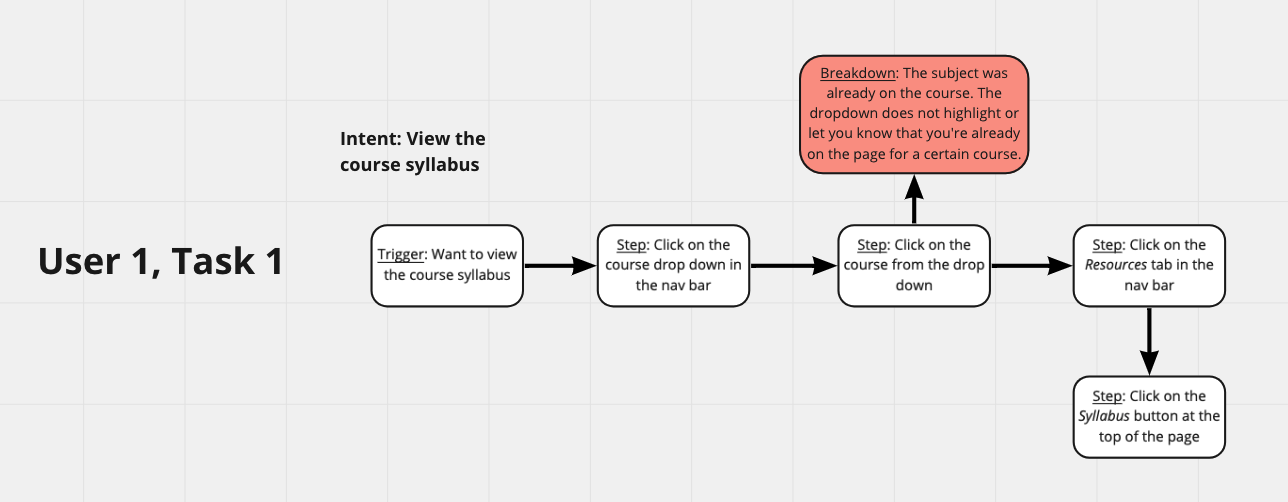 Breakdown: The subject was
already on the course. The
dropdown does not highlight or
let you know that you're already
on the page for a certain course.
Intent: View the
course syllabus
User 1, Task 1
Trigger: Want to view
the course syllabus
Step: Click on the
course drop down in
the nav bar
Step: Click on the
course from the drop
down
Step: Click on the
Resources tab in the
nav bar
Step: Click on the
Syllabus button at the
top of the page